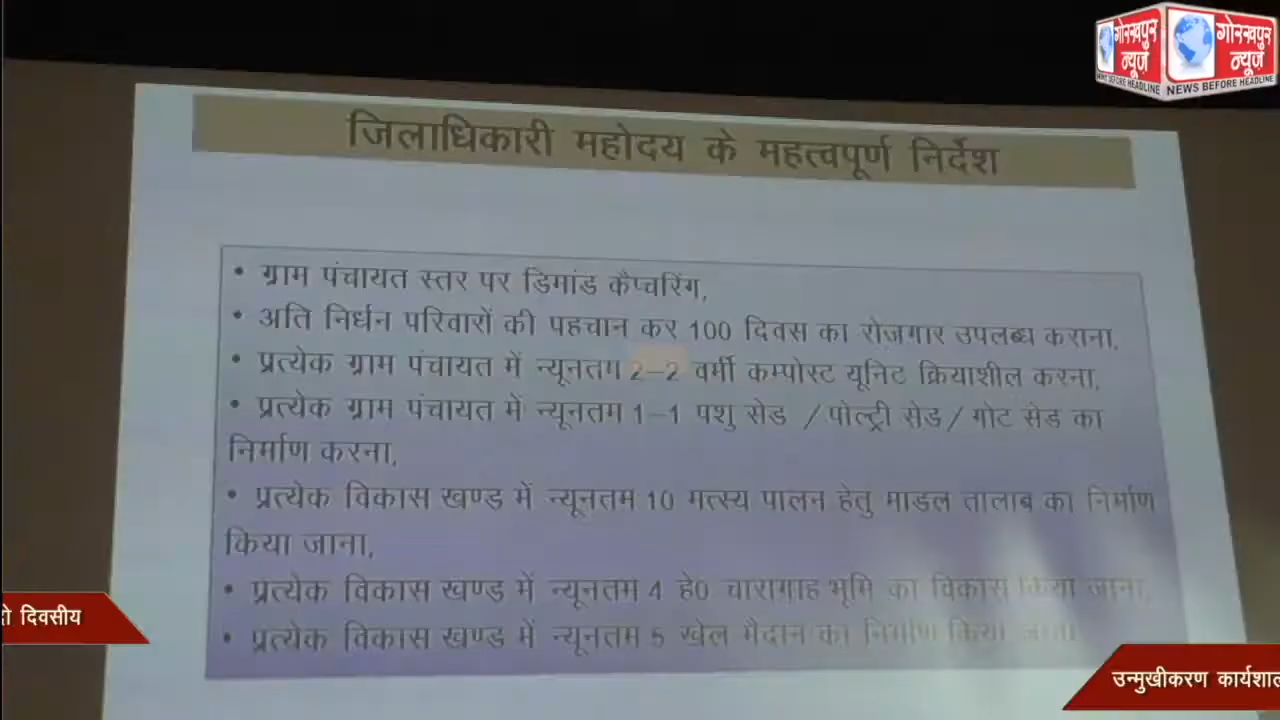 गोरखपुर
न्यूज
NEWS BEFORE HEADLINE
गोरखपुर
न्यूज
NEWS BEFORE HEADLINE
जिलाधिकारी महोदय के महत्वपूर्ण निर्देश
• ग्राम पंचायत स्तर पर डिमांड कैप्चरिंग,
• अति निर्धन परिवारों की पहचान कर 100 दिवस का रोजगार उपलब्ध कराना,
• प्रत्येक ग्राम पंचायत में न्यूनतम 2–2 वर्मी कम्पोस्ट यूनिट क्रियाशील करना,
• प्रत्येक ग्राम पंचायत में न्यूनतम 1–1 पशु सेड /पोल्ट्री सेड/ गोट सेड का
निर्माण करना,
• प्रत्येक विकास खण्ड में न्यूनतम 10 मत्स्य पालन हेतु माडल तालाब का निर्माण
किया जाना,
• प्रत्येक विकास खण्ड में न्यूनतम 4 हे0 चारागाह भूमि का विकास किया जाना,
• प्रत्येक विकास खण्ड में न्यूनतम 5 खेल मैदान का निर्माण किया जाना
दो दिवसीय
उन्मुखीकरण